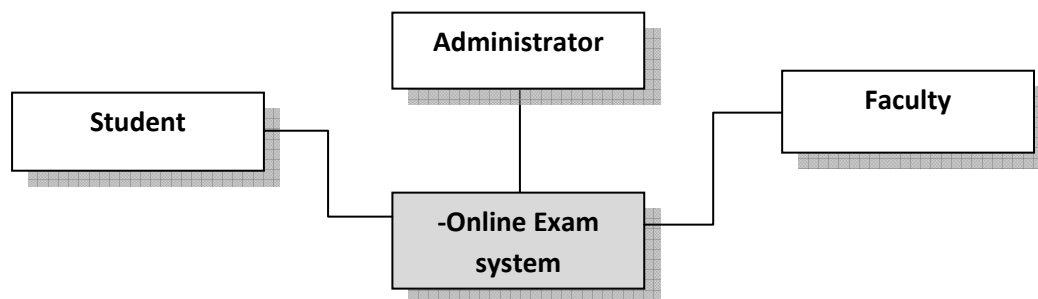 Administrator
Student
Faculty
-Online Exam
system